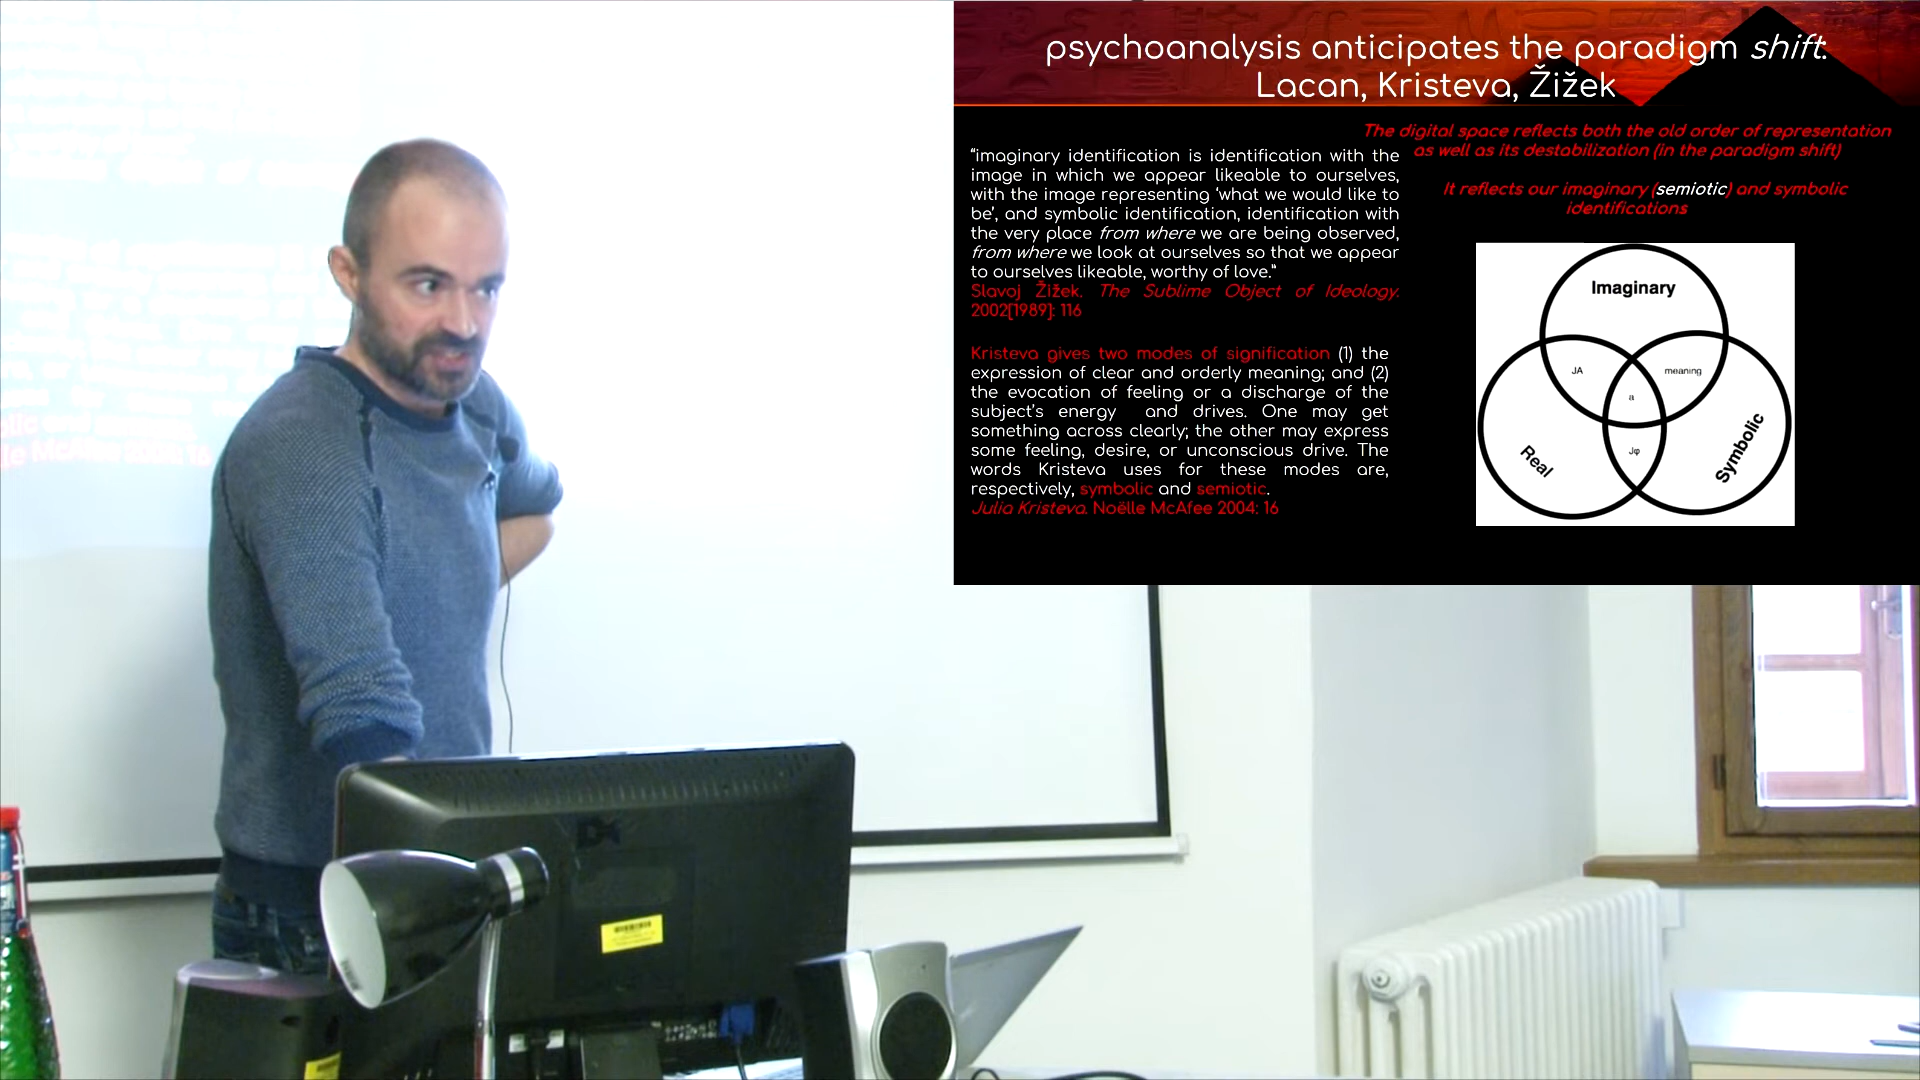 psychoanalysis anticipates the paradigm shift:
Lacan, Kristeva, Žižek
“imaginary identification is identification with the
image in which we appear likeable to ourselves,
with the image representing ‘what we would like to
be’, and symbolic identification, identification with
the very place from where we are being observed,
from where we look at ourselves so that we appear
to ourselves likeable, worthy of love.”
Slavoj Žižek. The Sublime Object of Ideology.
2002[1989]: 116
Kristeva gives two modes of signification (1) the
expression of clear and orderly meaning; and (2)
the evocation of feeling or a discharge of the
subject's energy and drives. One may get
something across clearly; the other may express
some feeling, desire, or unconscious drive. The
words Kristeva uses for these modes are,
respectively, symbolic and semiotic.
Julia Kristeva. Noëlle McAfee 2004: 16
The digital space reflects both the old order of representation
as well as its destabilization (in the paradigm shift)
It reflects our imaginary (semiotic) and symbolic
identifications
Imaginary
JA
meaning
a
Jφ
Real
Symbolic